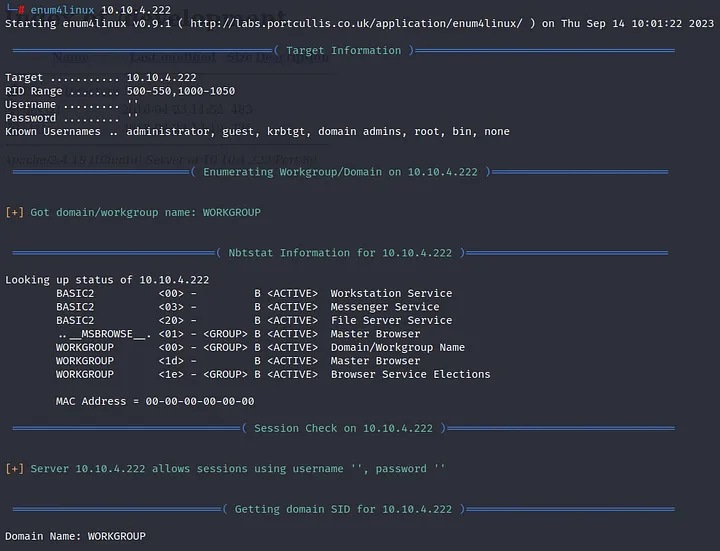 └─# enum4linux 10.10.4.222
Starting enum4linux v0.9.1 ( http://labs.portcullis.co.uk/application/enum4linux/ ) on Thu Sep 14 10:01:22 2023
( Target Information )
Target ........... 10.10.4.222
RID Range ........ 500-550,1000-1050
Username ......... ''
Password ......... ''
Known Usernames .. administrator, guest, krbtgt, domain admins, root, bin, none
( Enumerating Workgroup/Domain on 10.10.4.222 )
[+] Got domain/workgroup name: WORKGROUP
( Nbtstat Information for 10.10.4.222 )
Looking up status of 10.10.4.222
BASIC2 <00> - B <ACTIVE> Workstation Service
BASIC2 <03> - B <ACTIVE> Messenger Service
BASIC2 <20> - B <ACTIVE> File Server Service
..__MSBROWSE__. <01> - <GROUP> B <ACTIVE> Master Browser
WORKGROUP <00> - <GROUP> B <ACTIVE> Domain/Workgroup Name
WORKGROUP <1d> - B <ACTIVE> Master Browser
WORKGROUP <1e> - <GROUP> B <ACTIVE> Browser Service Elections
MAC Address = 00-00-00-00-00-00
( Session Check on 10.10.4.222 )
[+] Server 10.10.4.222 allows sessions using username '', password ''
( Getting domain SID for 10.10.4.222 )
Domain Name: WORKGROUP